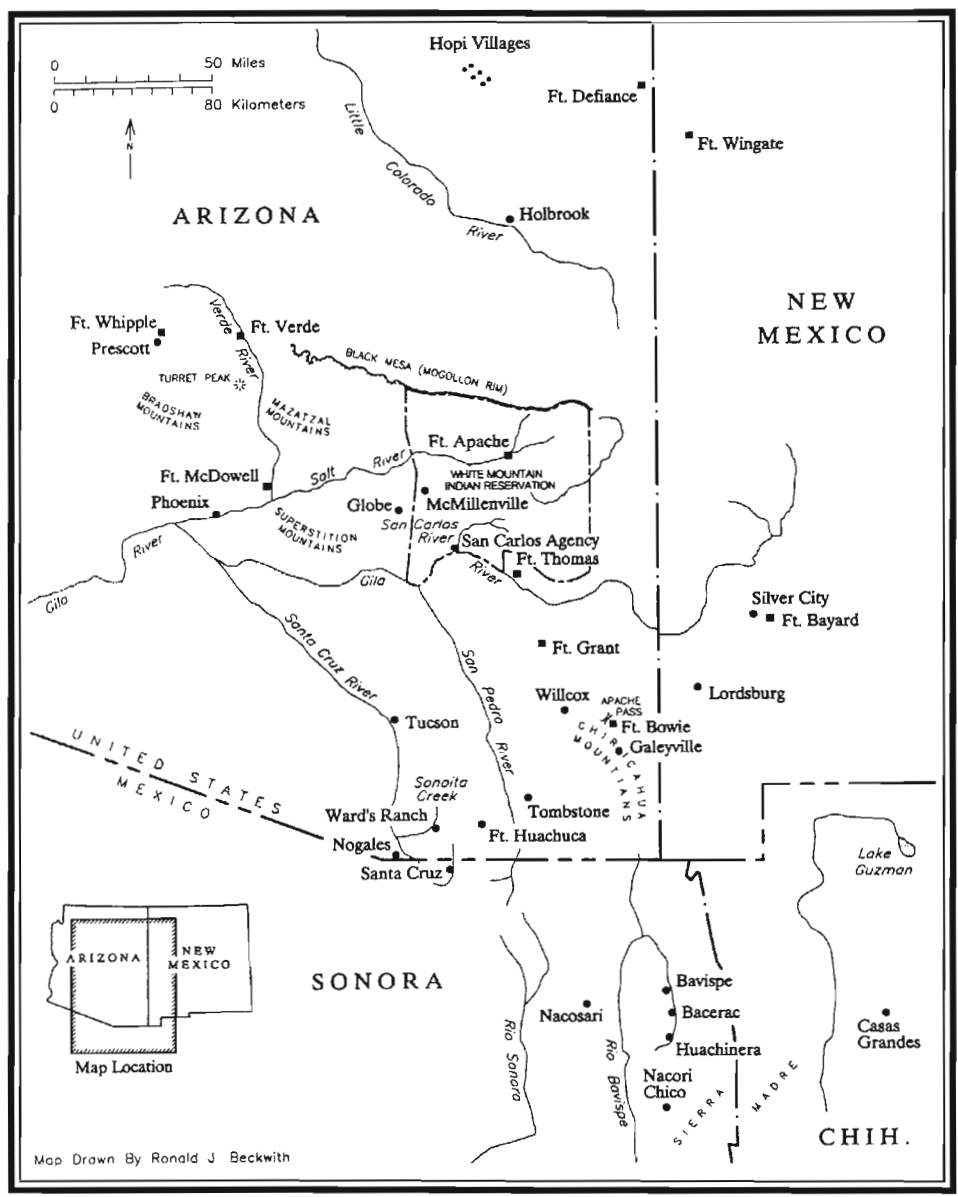 Hopi Villages
0 50 Miles
0 80 Kilometers
Ft. Defiance
Ft. Wingate
N
Little
Colorado
River
Holbrook
ARIZONA
NEW
MEXICO
Ft. Whipple
Prescott
Verde
River
Ft. Verde
BLACK MESA (MOGOLLON RIM)
TURRET PEAK
BRADSHAW
MOUNTAINS
MAZATZAL
MOUNTAINS
Ft. Apache
Ft. McDowell
Salt
River
WHITE MOUNTAIN
INDIAN RESERVATION
Phoenix
Globe
McMillenville
SUPERSTITION
MOUNTAINS
San Carlos
River
San Carlos Agency
Ft. Thomas
River
Gila
River
Gila
Silver City
Ft. Bayard
Santa Cruz River
San Pedro River
Ft. Grant
Willcox
APACHE
PASS
Lordsburg
Ft. Bowie
Galeyville
CHIRICAHUA
MOUNTIANS
Tucson
UNITED STATES
MEXICO
Sonoita
Creek
Ward's Ranch
Tombstone
Ft. Huachuca
Nogales
Santa Cruz
Lake
Guzman
ARIZONA
NEW
MEXICO
Map Location
SONORA
Bavispe
Nacosari
Bacerac
Casas
Grandes
Huachinera
Rio Sonora
Rio Bavispe
Nacori
Chico
SIERRA MADRE
CHIH.
Map Drawn By Ronald J Beckwith